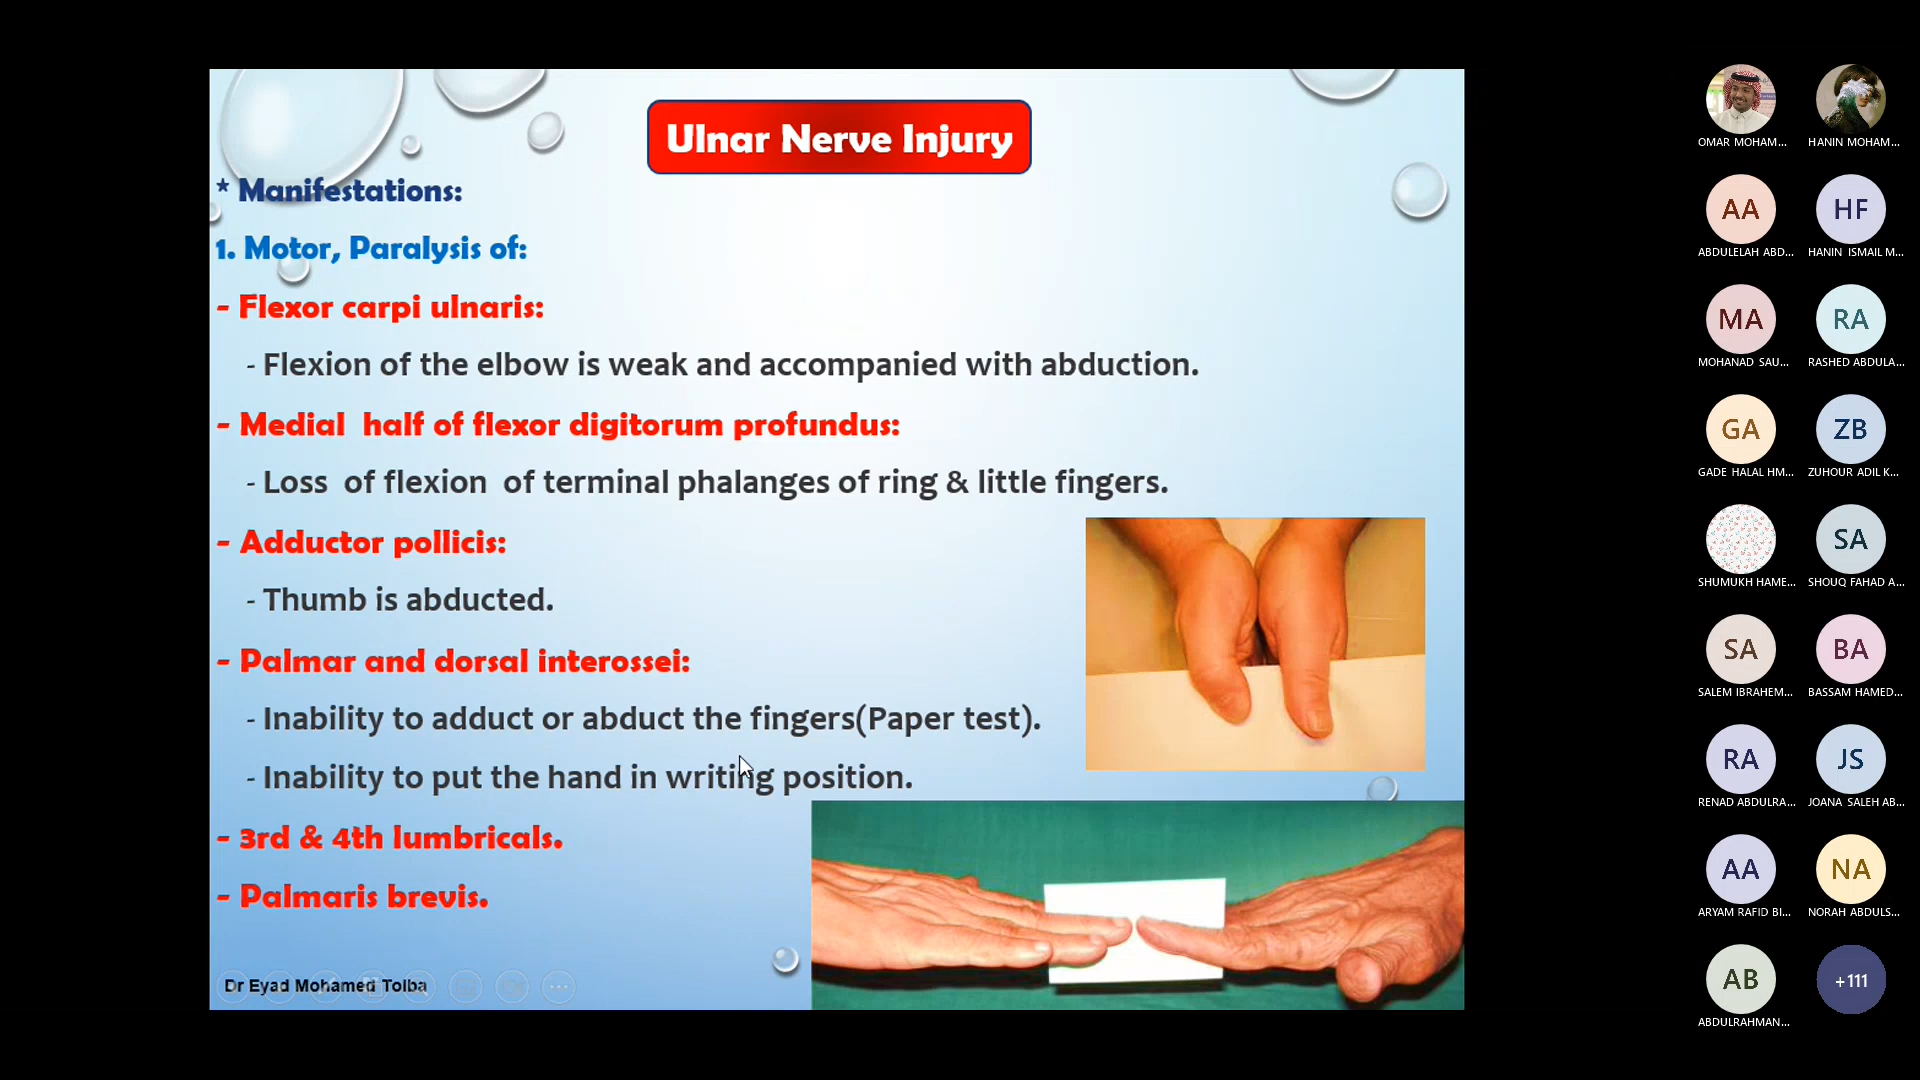 Ulnar Nerve Injury
* Manifestations:
1. Motor, Paralysis of:
- Flexor carpi ulnaris:
- Flexion of the elbow is weak and accompanied with abduction.
- Medial half of flexor digitorum profundus:
- Loss of flexion of terminal phalanges of ring & little fingers.
- Adductor pollicis:
- Thumb is abducted.
- Palmar and dorsal interossei:
- Inability to adduct or abduct the fingers(Paper test).
- Inability to put the hand in writing position.
- 3rd & 4th lumbricals.
- Palmaris brevis.
Dr Eyad Mohamed Tolba
OMAR MOHAM...
HANIN MOHAM...
AA
HF
ABDULELAH ABD...
HANIN ISMAIL M...
MA
RA
MOHANAD SAU...
RASHED ABDULA...
GA
ZB
GADE HALAL HM...
ZUHOUR ADIL K...
SA
SHUMUKH HAME...
SHOUQ FAHAD A...
SA
BA
SALEM IBRAHEM...
BASSAM HAMED...
RA
JS
RENAD ABDULRA...
JOANA SALEH AB...
AA
NA
ARYAM RAFID BI...
NORAH ABDULS...
AB
+111
ABDULRAHMAN...